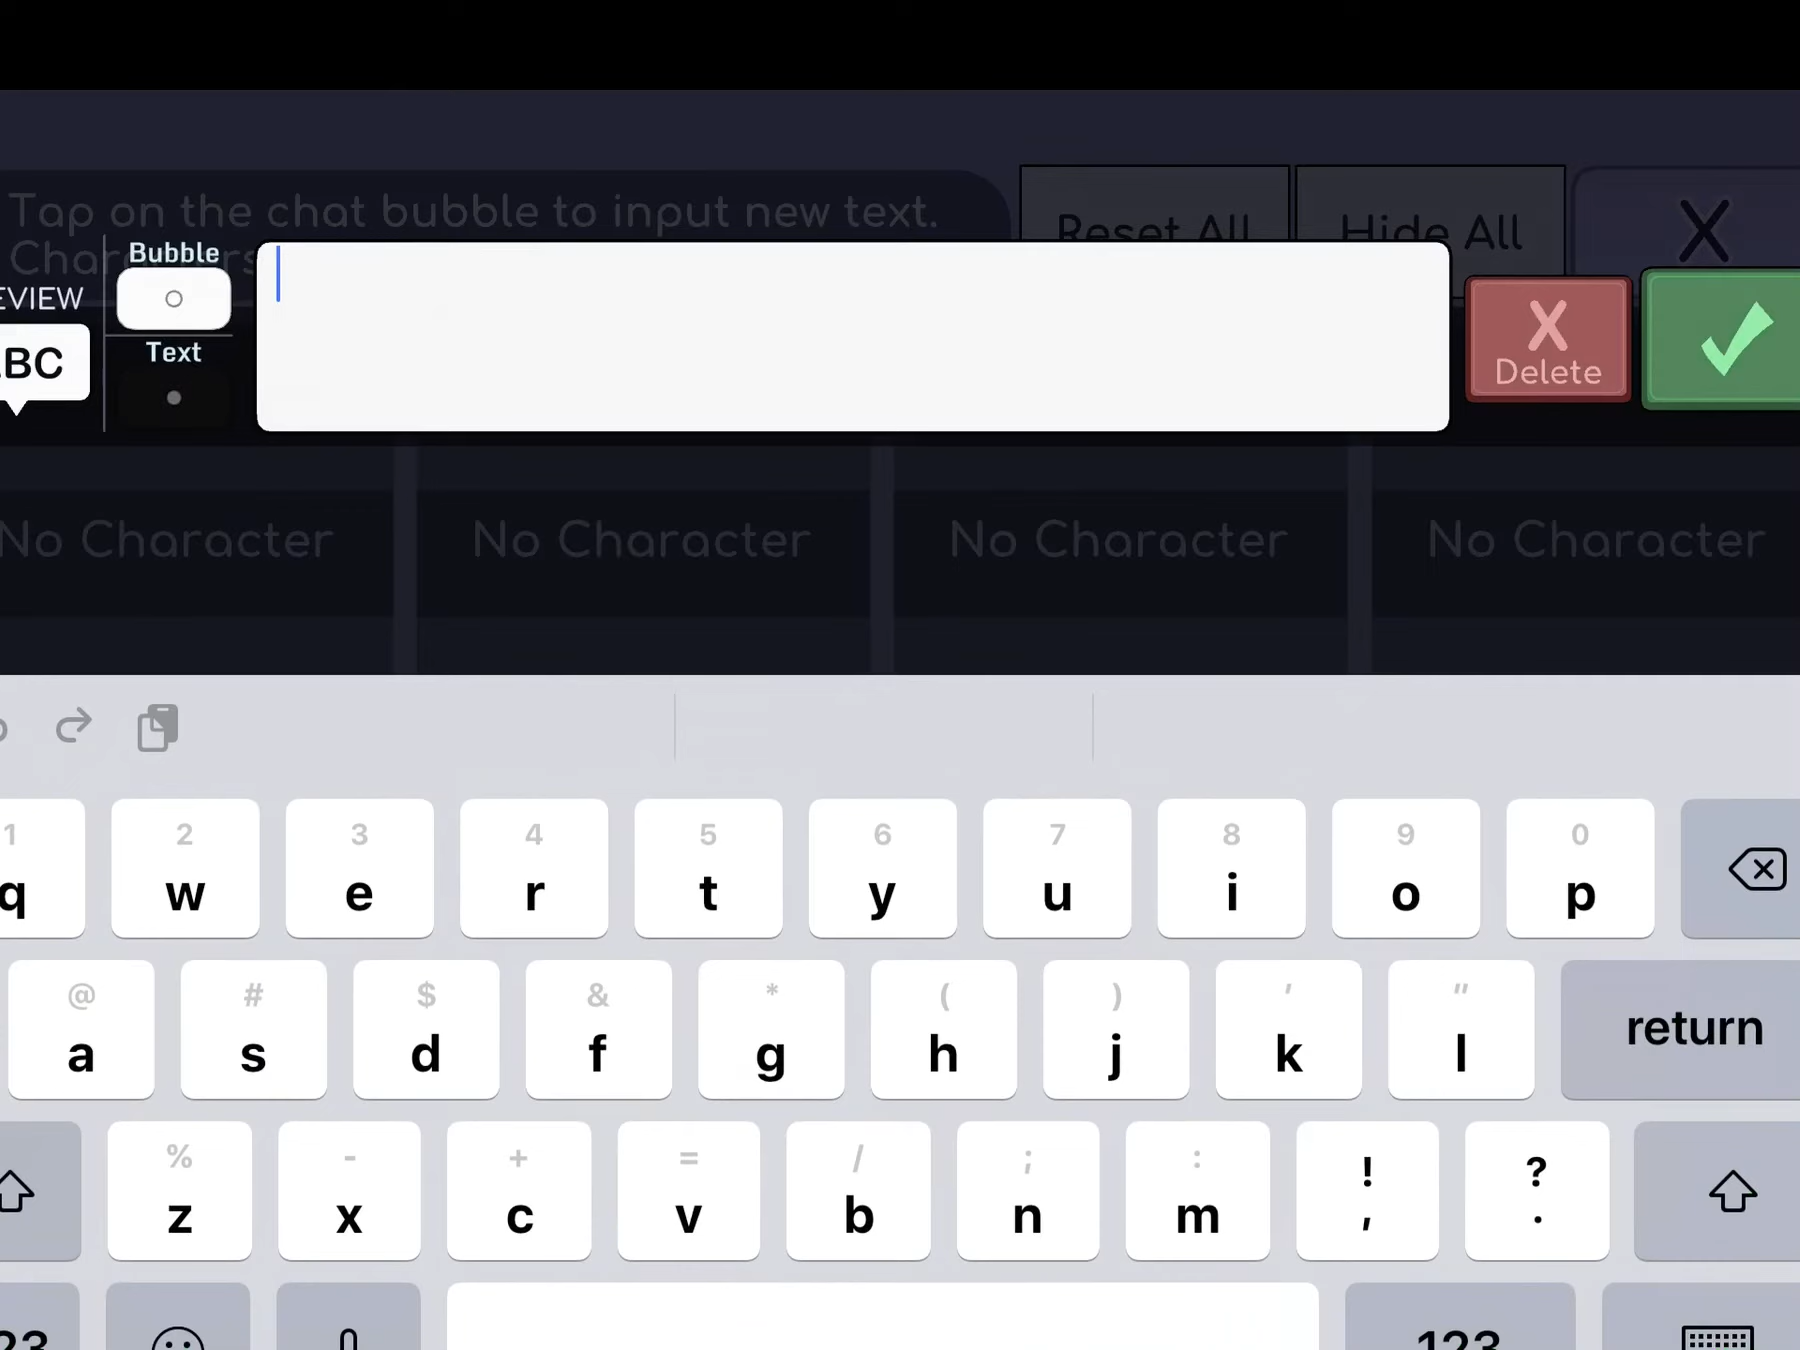 Tap on the chat bubble to input new text.
Reset All
Hide All
X
Bubble
EVIEW
BC
Text
X
Delete
No Character
No Character
No Character
No Character
1 2 3 4 5 6 7 8 9 0
q w e r t y u i o p
@ # $ & * ( ) ' "
a s d f g h j k l
return
% - + = / ; : ! ?
z x c v b n m , .
23
123